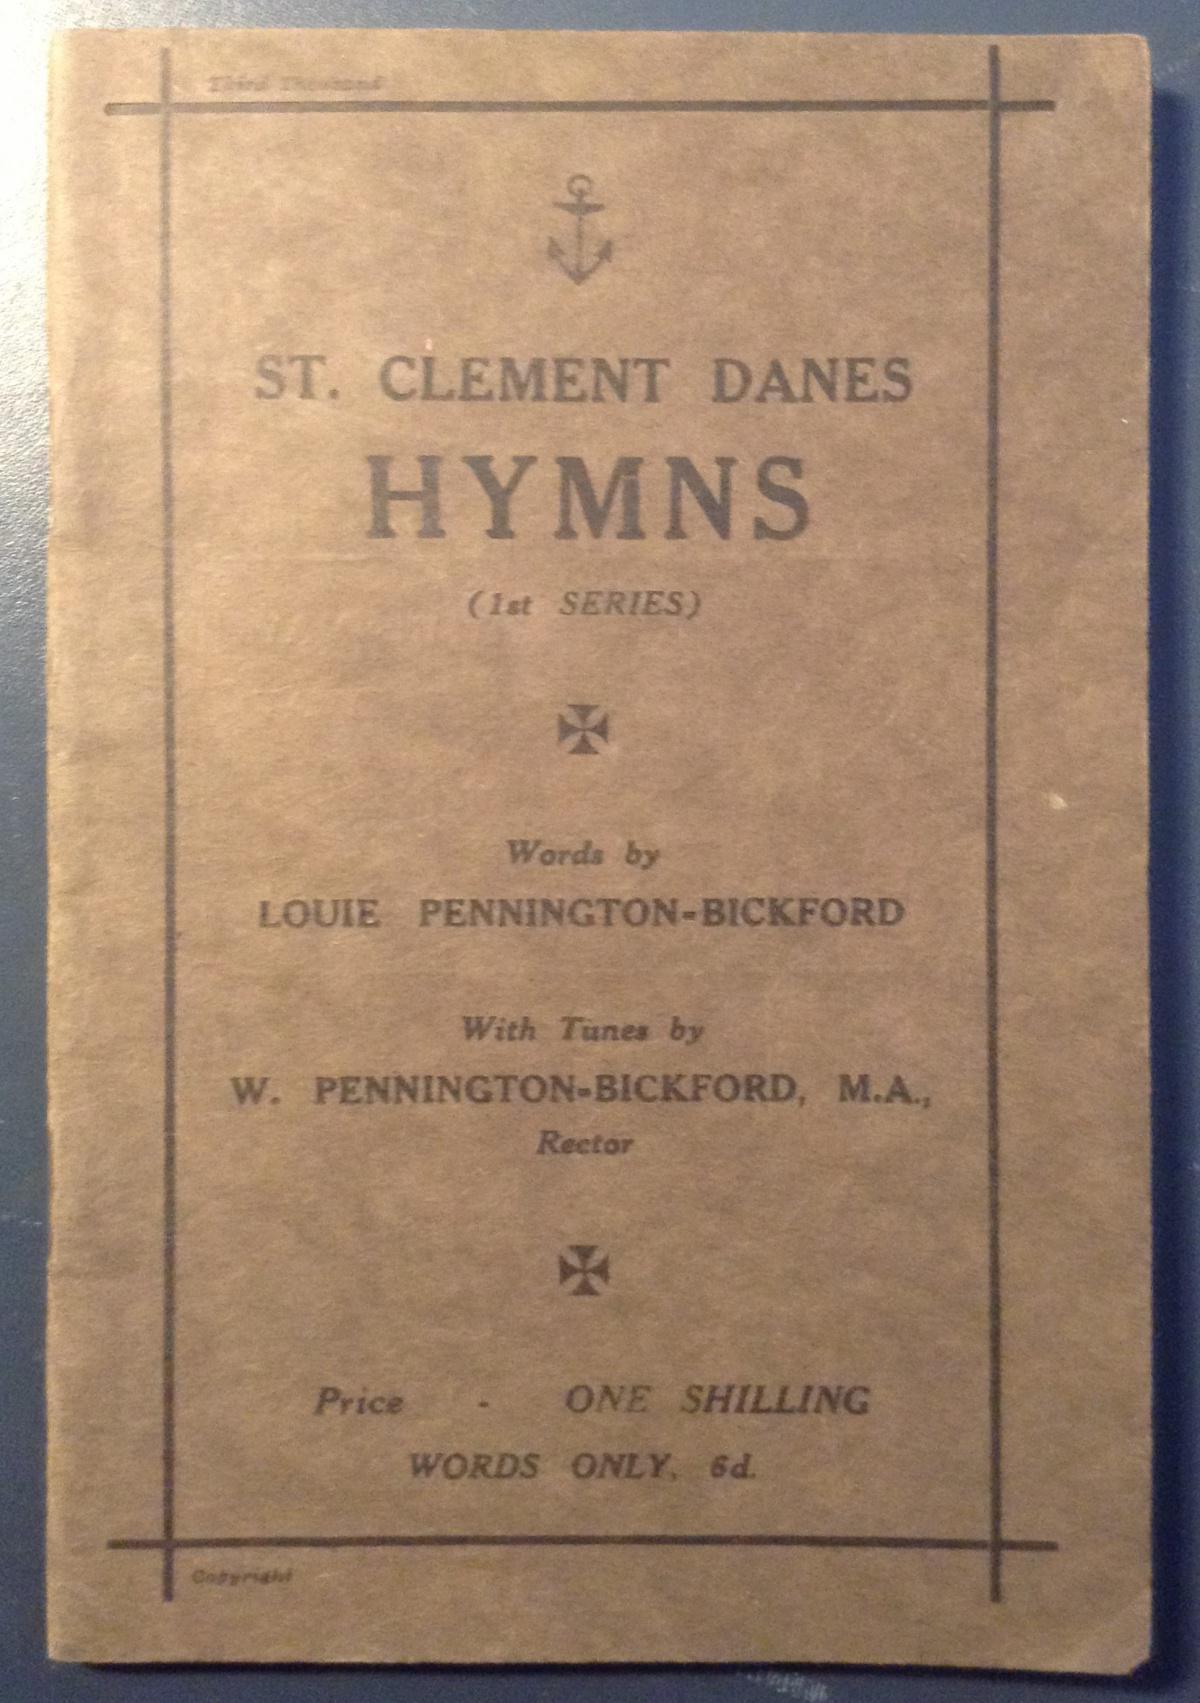 Third Thousand
ST. CLEMENT DANES
HYMNS
(1st SERIES)
Words by
LOUIE PENNINGTON-BICKFORD
With Tunes by
W. PENNINGTON-BICKFORD, M.A.,
Rector
Price - ONE SHILLING
WORDS ONLY, 6d.
Copyright